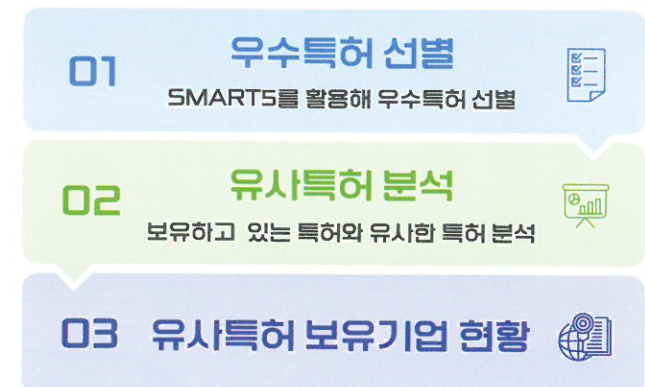 01
우수특허 선별
SMART5를 활용해 우수특허 선별
02
유사특허 분석
보유하고 있는 특허와 유사한 특허 분석
03 유사특허 보유기업 현황